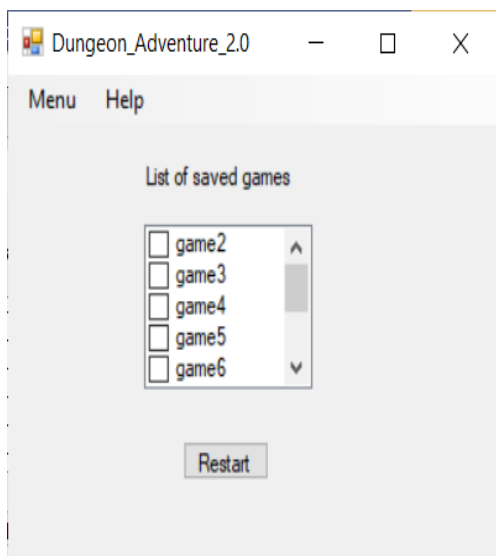 Dungeon_Adventure_2.0
Menu Help
List of saved games
game2
game3
game4
game5
game6
Restart